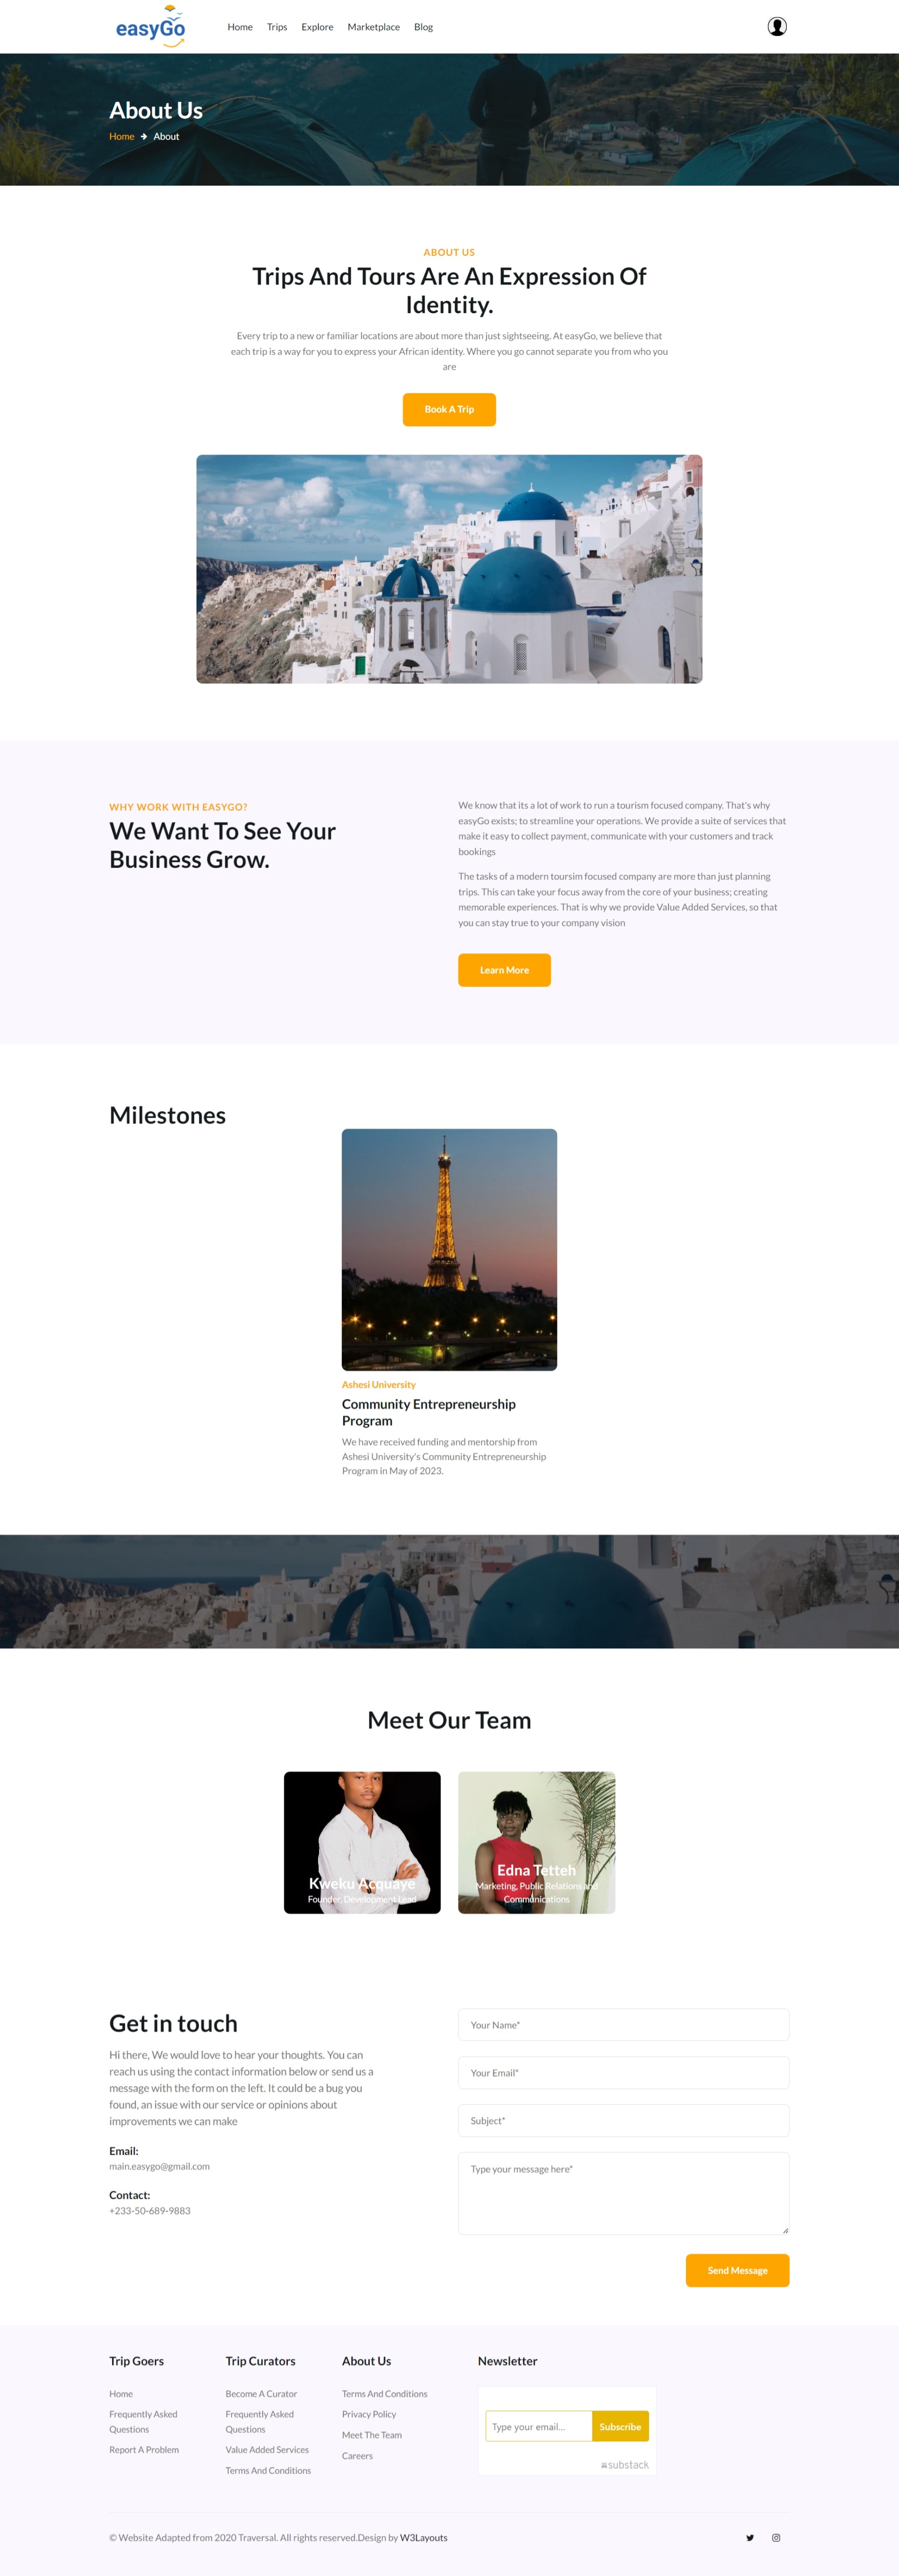 easyGo
Home Trips Explore Marketplace Blog
About Us
Home → About
ABOUT US
Trips And Tours Are An Expression Of
Identity.
Every trip to a new or familiar locations are about more than just sightseeing. At easyGo, we believe that
each trip is a way for you to express your African identity. Where you go cannot separate you from who you
are
Book A Trip
WHY WORK WITH EASYGO?
We Want To See Your
Business Grow.
We know that its a lot of work to run a tourism focused company. That's why
easyGo exists; to streamline your operations. We provide a suite of services that
make it easy to collect payment, communicate with your customers and track
bookings
The tasks of a modern toursim focused company are more than just planning
trips. This can take your focus away from the core of your business; creating
memorable experiences. That is why we provide Value Added Services, so that
you can stay true to your company vision
Learn More
Milestones
Ashesi University
Community Entrepreneurship
Program
We have received funding and mentorship from
Ashesi University's Community Entrepreneurship
Program in May of 2023.
Meet Our Team
Kweku Acquaye
Founder, Development Lead
Edna Tetteh
Marketing, Public Relations and
Communications
Get in touch
Hi there, We would love to hear your thoughts. You can
reach us using the contact information below or send us a
message with the form on the left. It could be a bug you
found, an issue with our service or opinions about
improvements we can make
Email:
main.easygo@gmail.com
Contact:
+233-50-689-9883
Your Name*
Your Email*
Subject*
Type your message here*
Send Message
Trip Goers
Home
Frequently Asked
Questions
Report A Problem
Trip Curators
Become A Curator
Frequently Asked
Questions
Value Added Services
Terms And Conditions
About Us
Terms And Conditions
Privacy Policy
Meet The Team
Careers
Newsletter
Type your email...
Subscribe
substack
© Website Adapted from 2020 Traversal. All rights reserved.Design by W3Layouts